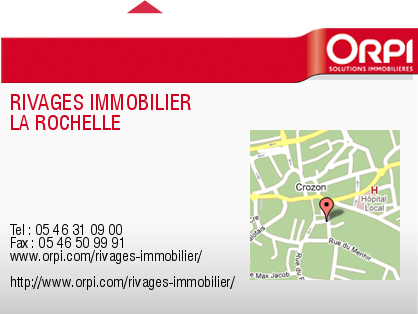 ORPI
SOLUTIONS IMMOBILIÈRES
RIVAGES IMMOBILIER
LA ROCHELLE
Crozon
H
Hôpital
Local
Rue du Menhir
Rue du
Max Jacob
Tel : 05 46 31 09 00
Fax : 05 46 50 99 91
www.orpi.com/rivages-immobilier/
http://www.orpi.com/rivages-immobilier/